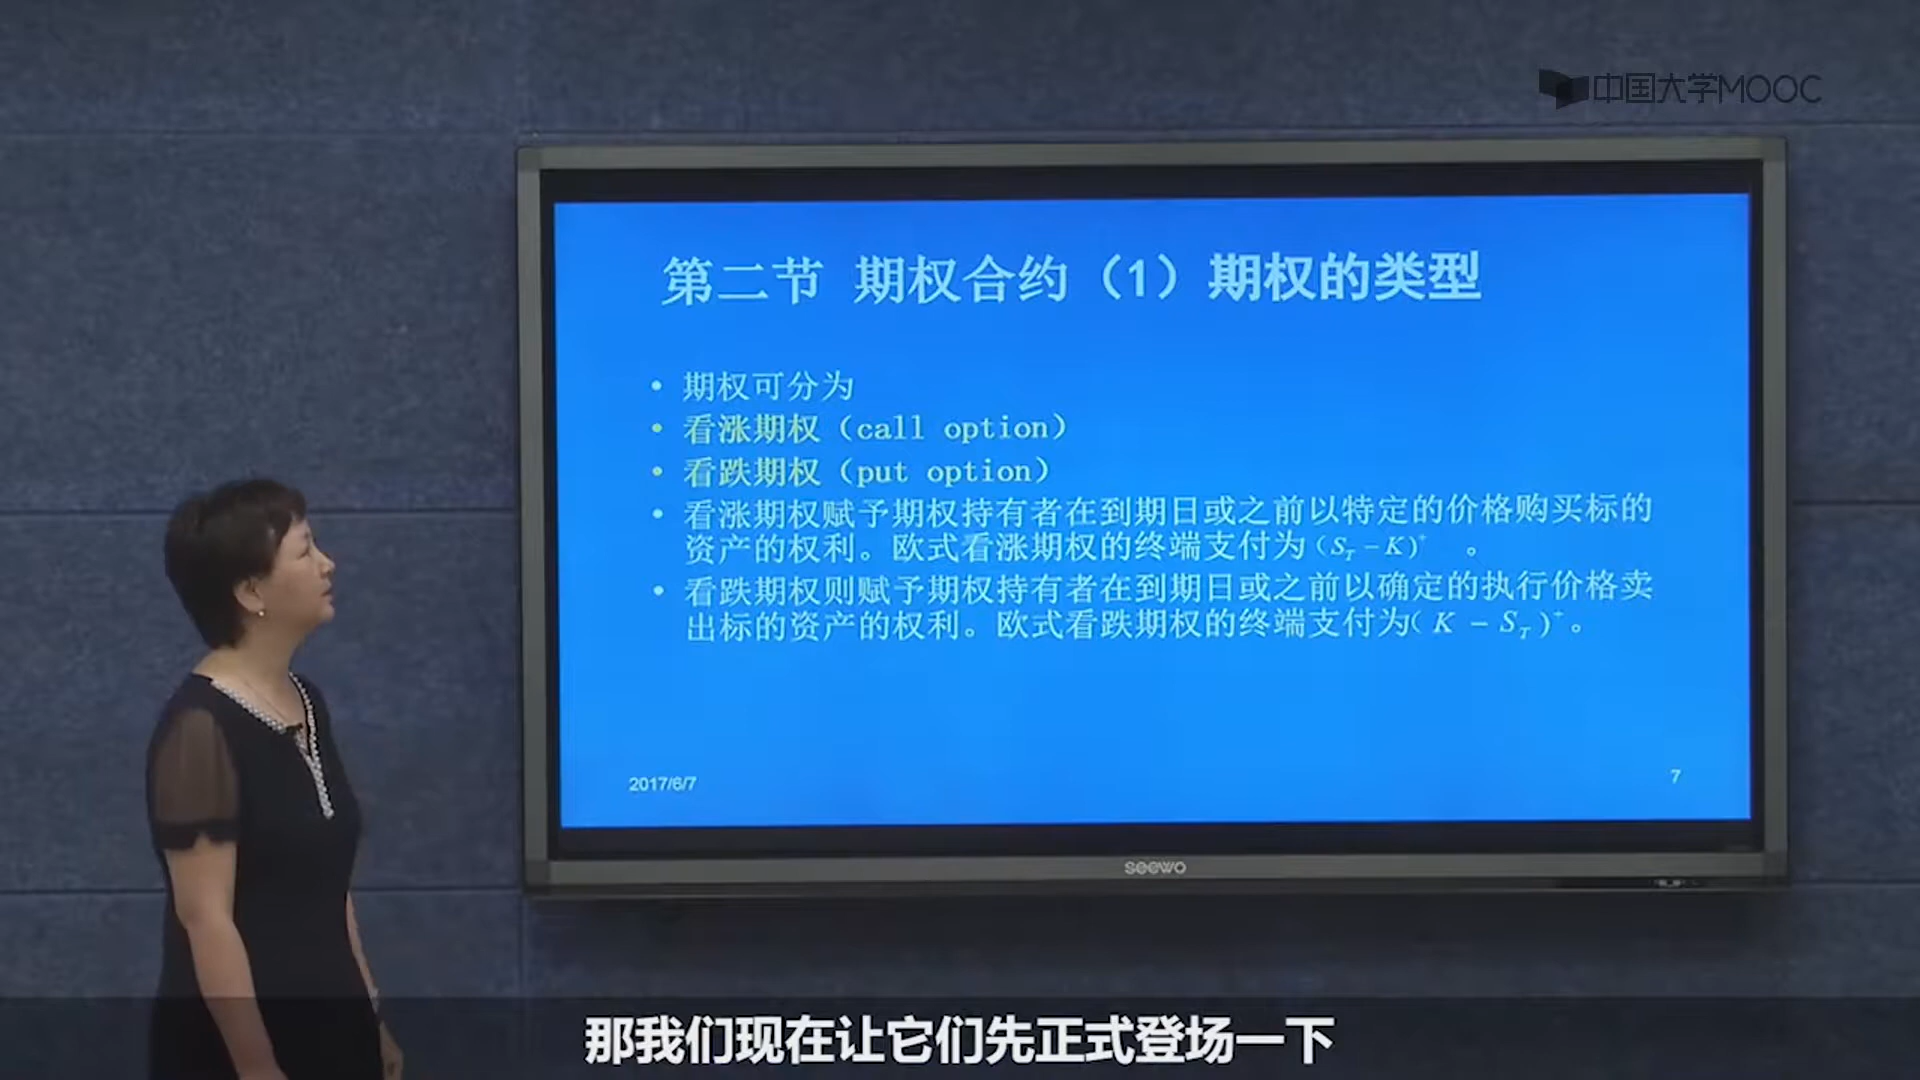 中国大学MOOC
第二节 期权合约（1）期权的类型
• 期权可分为
• 看涨期权（call option）
• 看跌期权（put option）
• 看涨期权赋予期权持有者在到期日或之前以特定的价格购买标的
资产的权利。欧式看涨期权的终端支付为 (S_T − K)^+ 。
• 看跌期权则赋予期权持有者在到期日或之前以确定的执行价格卖
出标的资产的权利。欧式看跌期权的终端支付为( K − S_T )^+ 。
2017/6/7
7
seewo
那我们现在让它们先正式登场一下